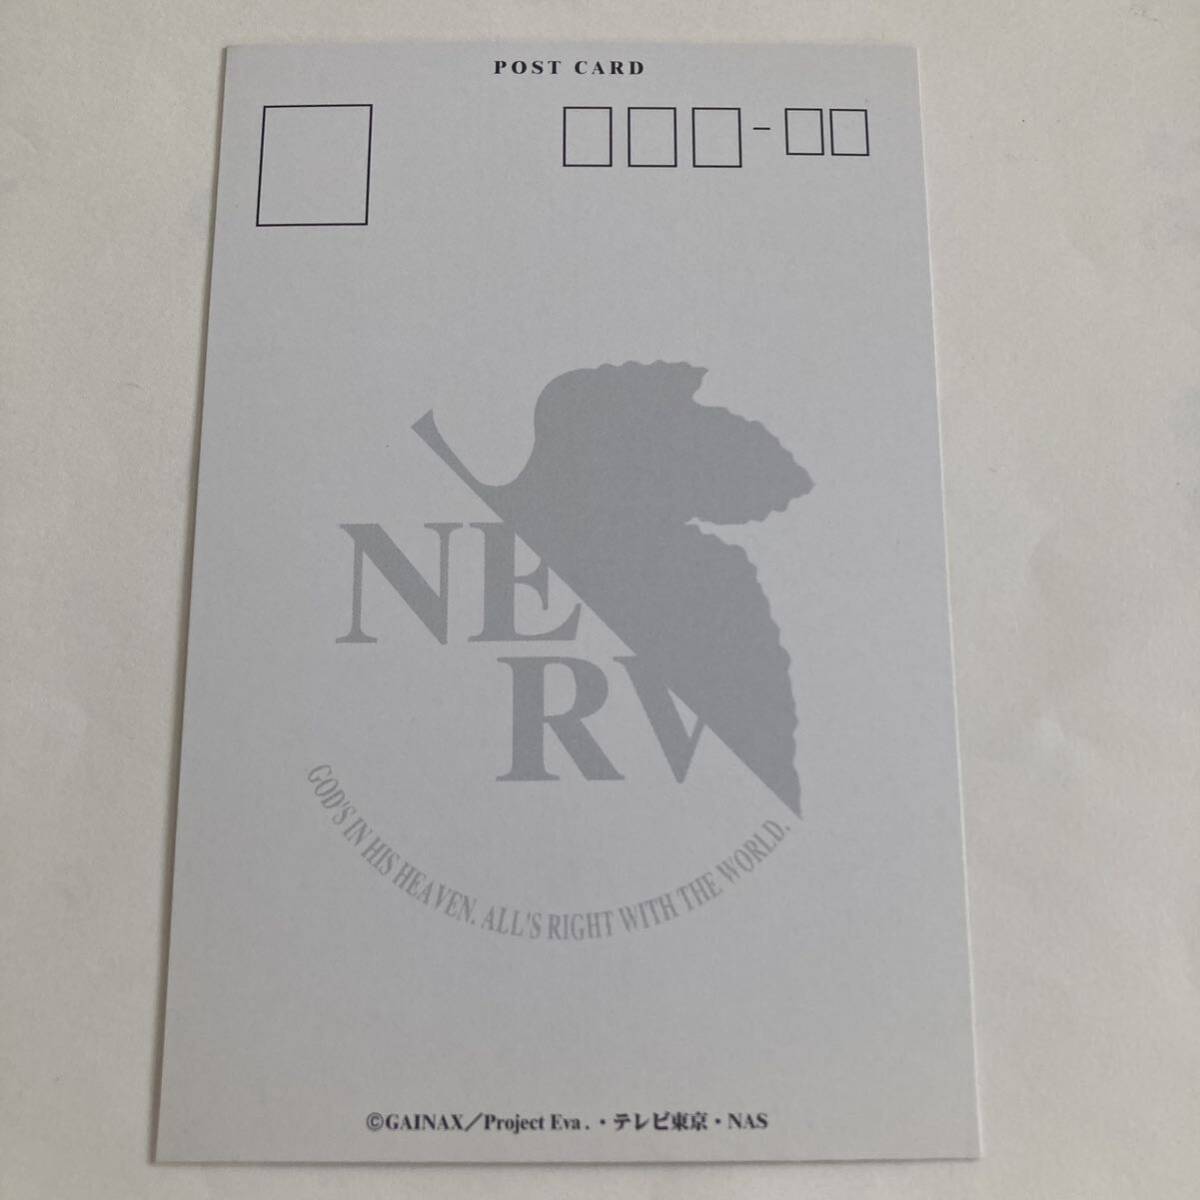 POST CARD
NE
RV
GOD'S IN HIS HEAVEN. ALL'S RIGHT WITH THE WORLD.
©GAINAX／Project Eva.・テレビ東京・NAS